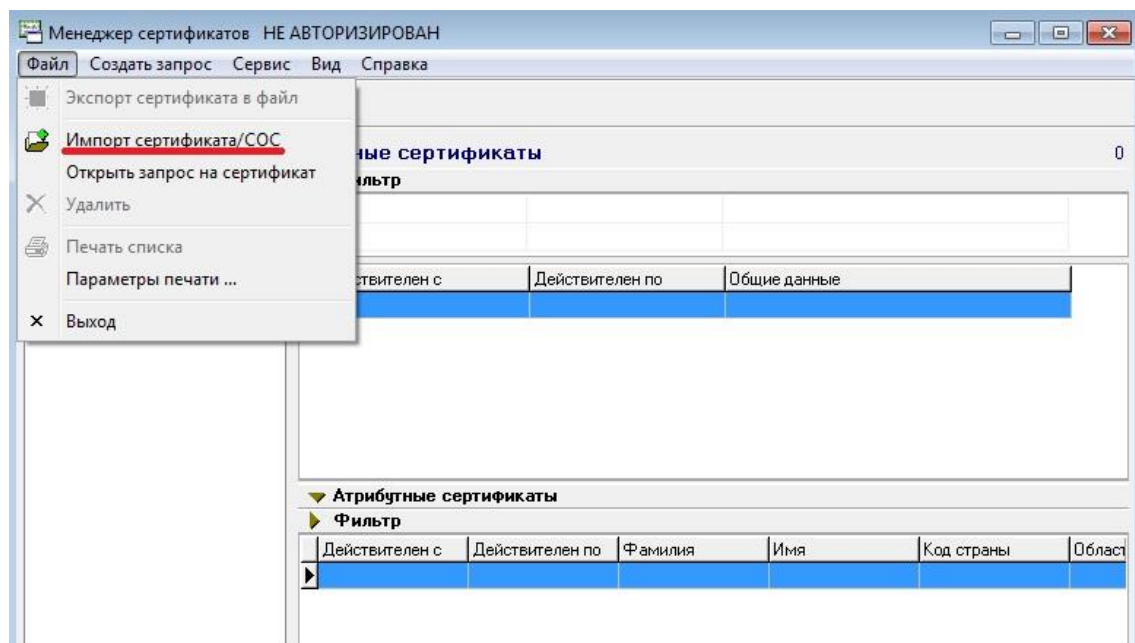 Менеджер сертификатов НЕ АВТОРИЗИРОВАН
Файл Создать запрос Сервис Вид Справка
Экспорт сертификата в файл
Импорт сертификата/СОС
Открыть запрос на сертификат
Удалить
Печать списка
Параметры печати ...
Выход
ные сертификаты 0
льтр
ствителен с Действителен по Общие данные
Атрибутные сертификаты
Фильтр
Действителен с Действителен по Фамилия Имя Код страны Област